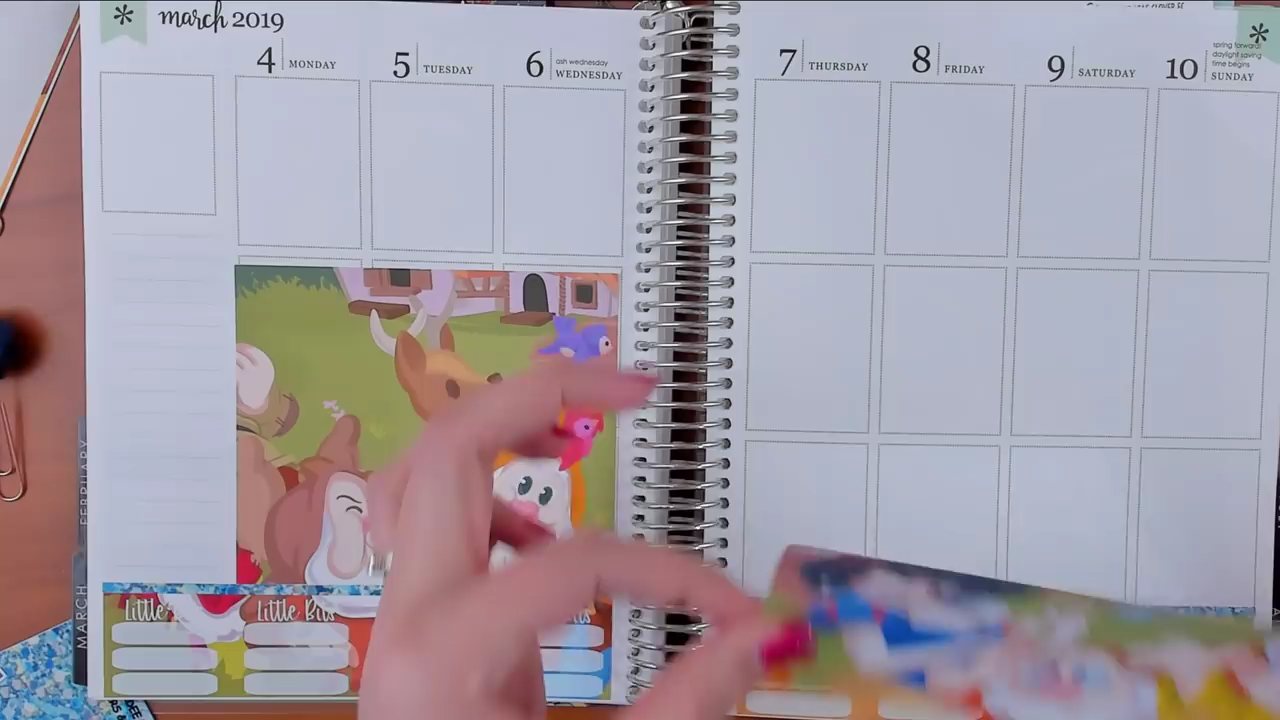 * march 2019
4 MONDAY
5 TUESDAY
6 ash wednesday WEDNESDAY
7 THURSDAY
8 FRIDAY
9 SATURDAY
10 spring forward! daylight saving time begins SUNDAY
*
FEBRUARY
MARCH
Little
Little Bits